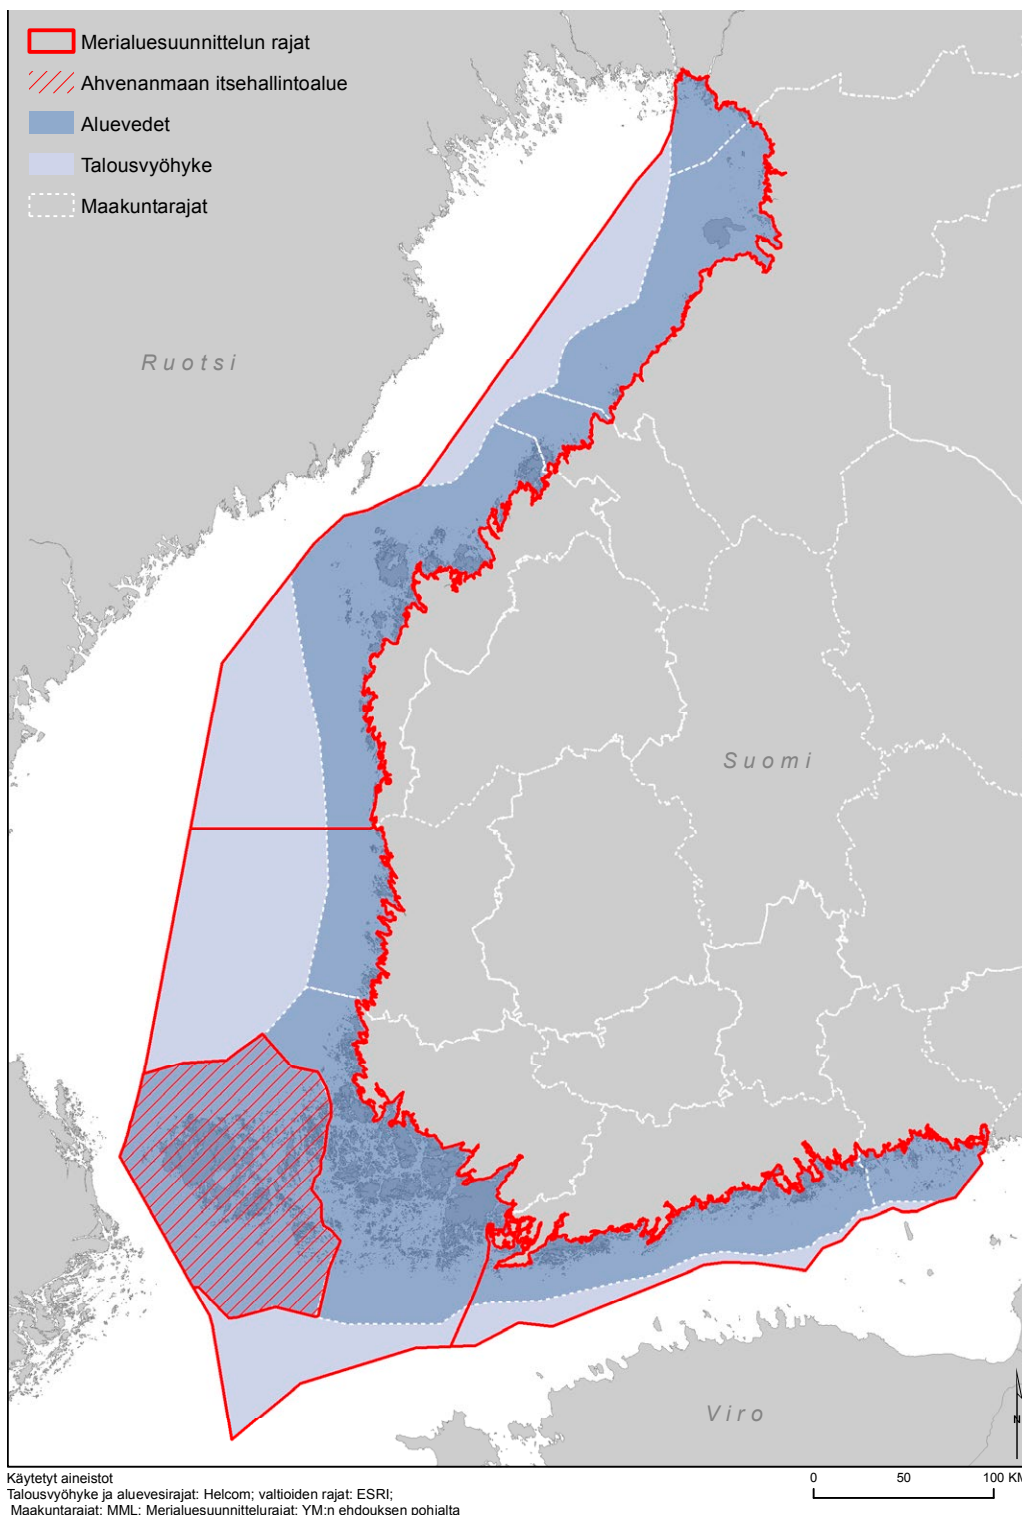 Merialuesuunnittelun rajat
Ahvenanmaan itsehallintoalue
Aluevedet
Talousvyöhyke
Maakuntarajat
Ruotsi
Suomi
Viro
N
0 50 100 KM
Käytetyt aineistot
Talousvyöhyke ja aluevesirajat: Helcom; valtioiden rajat: ESRI;
Maakuntarajat: MML; Merialuesuunnittelurajat: YM:n ehdouksen pohjalta